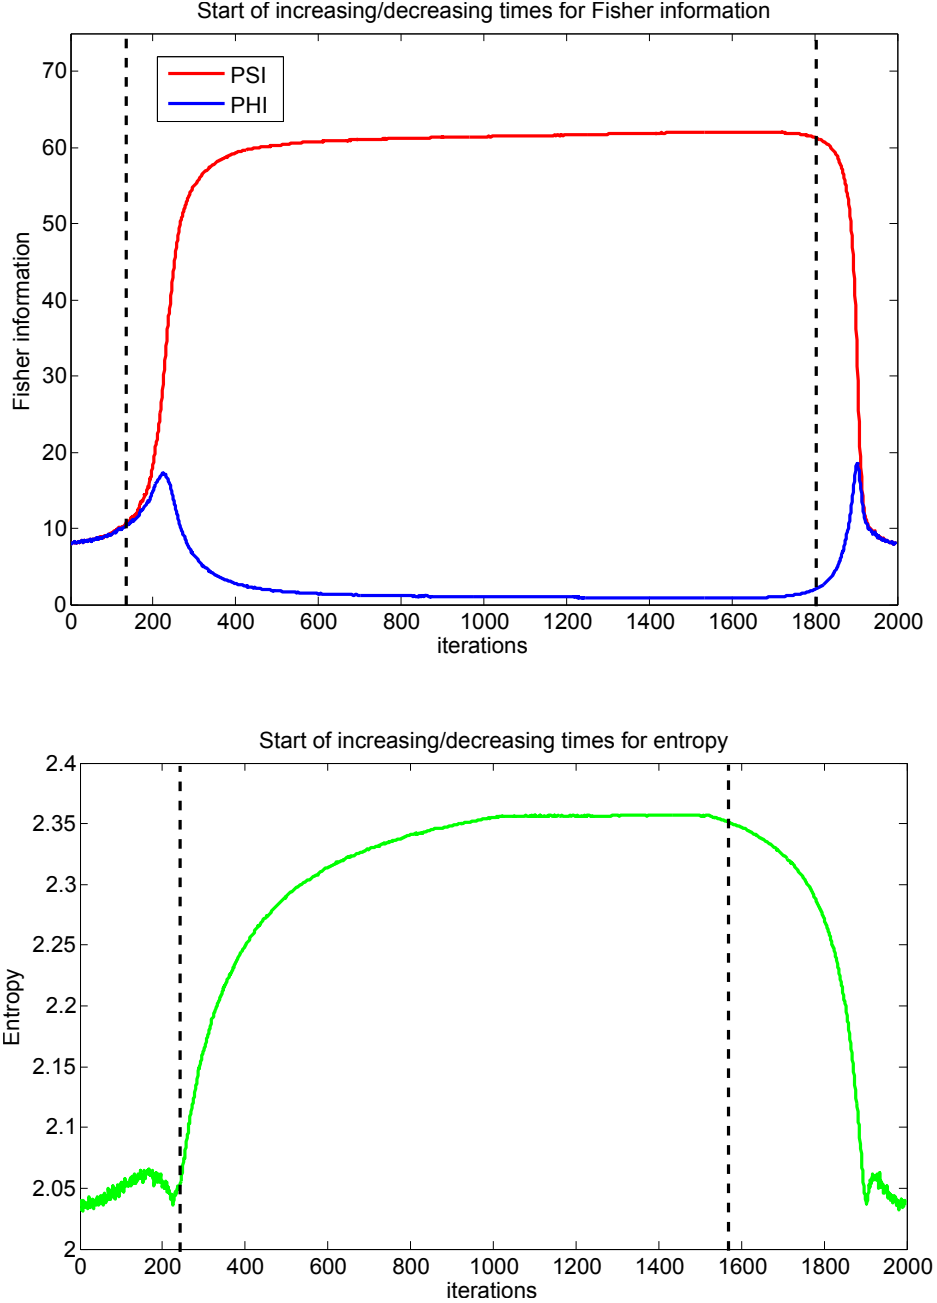 Start of increasing/decreasing times for Fisher information
70
60
50
40
30
20
10
0
Fisher information
PSI
PHI
0 200 400 600 800 1000 1200 1400 1600 1800 2000
iterations
Start of increasing/decreasing times for entropy
2.4
2.35
2.3
2.25
2.2
2.15
2.1
2.05
2
Entropy
0 200 400 600 800 1000 1200 1400 1600 1800 2000
iterations